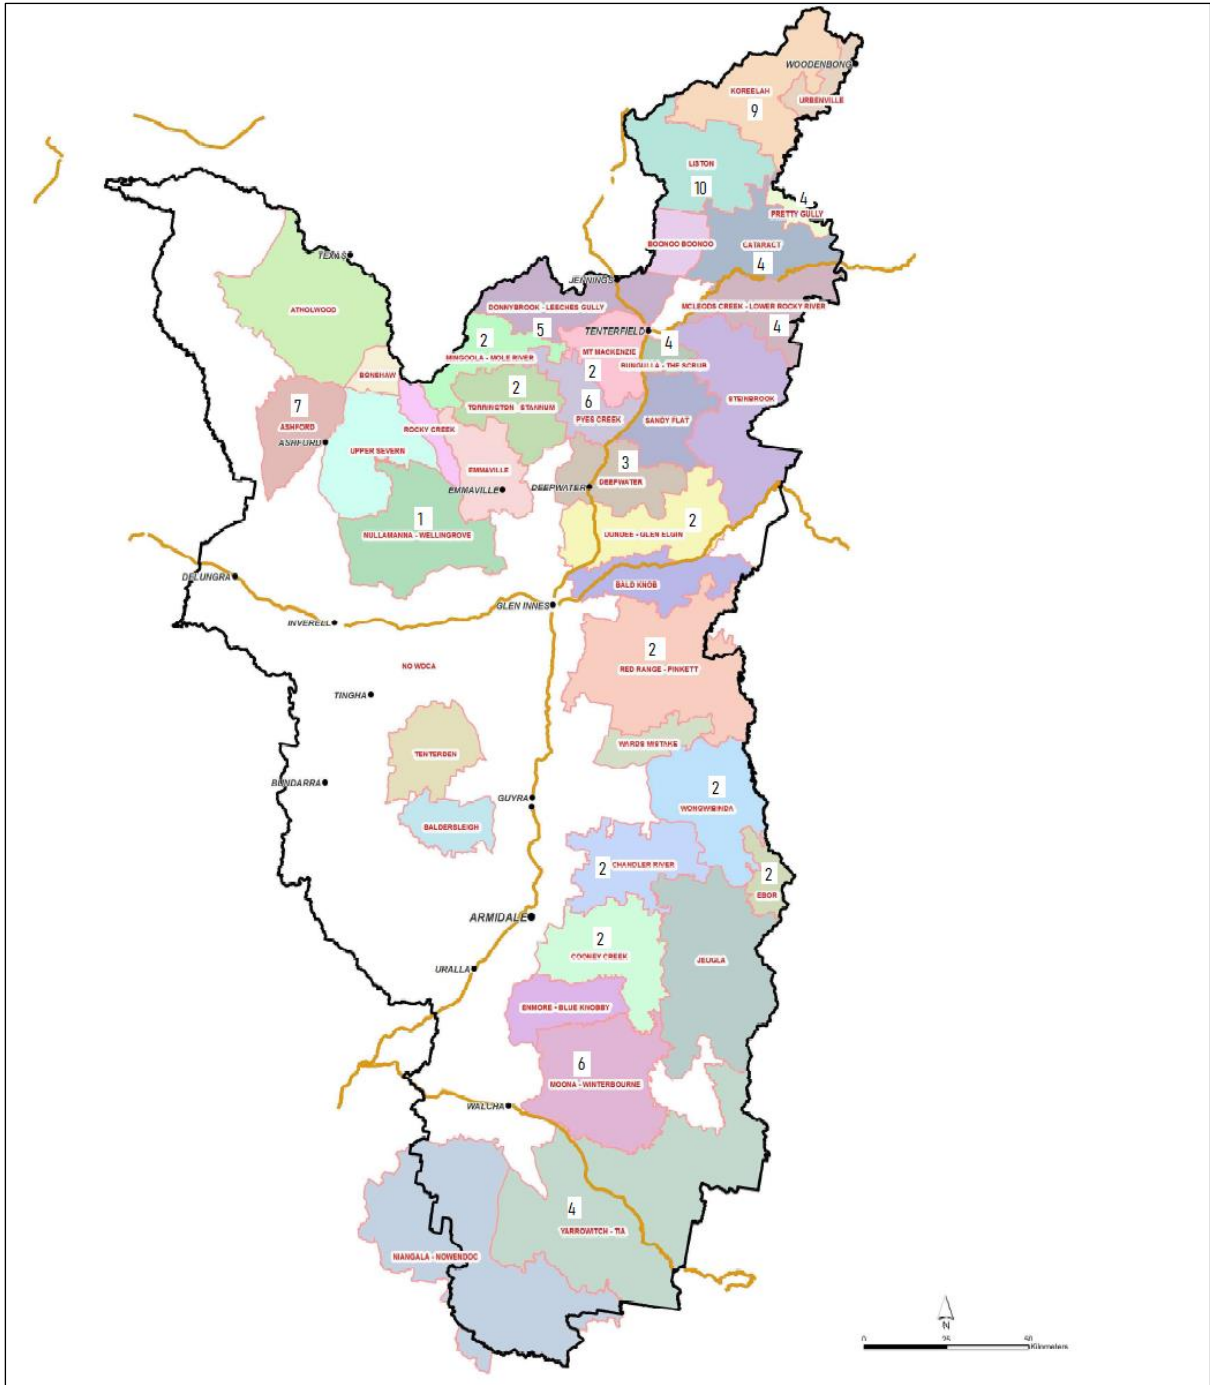 WOODENBONG
KOREELAH
URBENVILLE
9
LISTON
10
4
PRETTY GULLY
BOONOO BOONOO
CATARACT
4
TEXAS
JENNINGS
ATHOLWOOD
DONNYBROOK - LEECHES GULLY
MCLEODS CREEK - LOWER ROCKY RIVER
5
TENTERFIELD
4
2
MINGOOLA - MOLE RIVER
MT MACKENZIE
4
BUNGULLA - THE SCRUB
2
BONSHAW
2
TORRINGTON - STANNUM
6
PYES CREEK
SANDY FLAT
STEINBROOK
7
ASHFORD
ASHFORD
ROCKY CREEK
UPPER SEVERN
EMMAVILLE
EMMAVILLE
DEEPWATER
3
DEEPWATER
1
NULLAMANNA - WELLINGROVE
2
DUNDEE - GLEN ELGIN
DELUNGRA
BALD KNOB
GLEN INNES
INVERELL
NO WDCA
2
RED RANGE - PINKETT
TINGHA
TENTERDEN
WARDS MISTAKE
BUNDARRA
GUYRA
2
WONGWIBINDA
BALDERSLEIGH
2
CHANDLER RIVER
2
EBOR
ARMIDALE
2
COONEY CREEK
JEOGLA
URALLA
ENMORE - BLUE KNOBBY
6
MOONA - WINTERBOURNE
WALCHA
4
YARROWITCH - TIA
NIANGALA - NOWENDOC
N
0 25 50
Kilometers